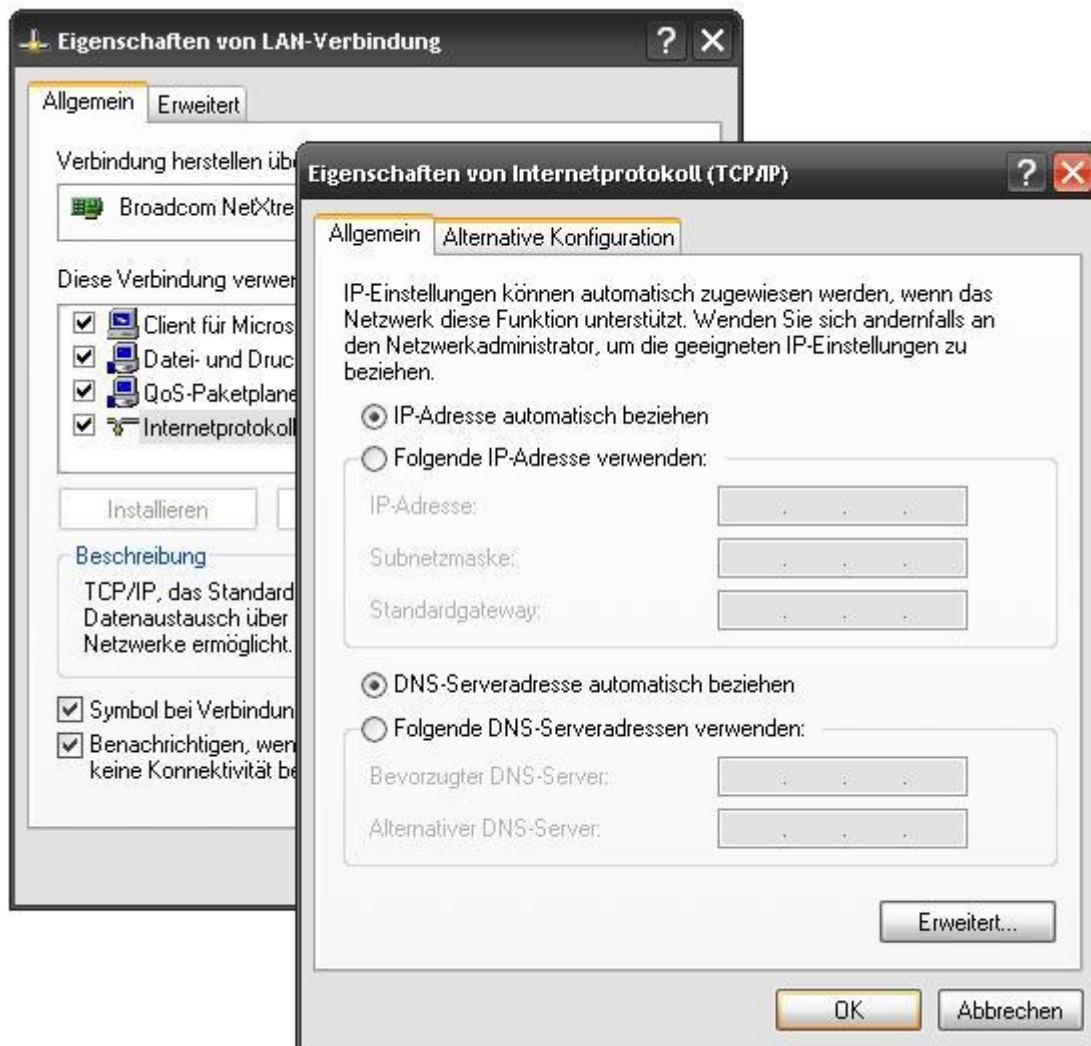 Eigenschaften von LAN-Verbindung
Allgemein
Erweitert
Verbindung herstellen übe
Broadcom NetXtre
Diese Verbindung verwen
Client für Micros
Datei- und Druc
QoS-Paketplane
Internetprotokoll
Installieren
Beschreibung
TCP/IP, das Standard
Datenaustausch über
Netzwerke ermöglicht.
Symbol bei Verbindun
Benachrichtigen, wen
keine Konnektivität be
Eigenschaften von Internetprotokoll (TCP/IP)
Allgemein
Alternative Konfiguration
IP-Einstellungen können automatisch zugewiesen werden, wenn das
Netzwerk diese Funktion unterstützt. Wenden Sie sich andernfalls an
den Netzwerkadministrator, um die geeigneten IP-Einstellungen zu
beziehen.
IP-Adresse automatisch beziehen
Folgende IP-Adresse verwenden:
IP-Adresse:
Subnetzmaske:
Standardgateway:
DNS-Serveradresse automatisch beziehen
Folgende DNS-Serveradressen verwenden:
Bevorzugter DNS-Server:
Alternativer DNS-Server:
Erweitert...
OK
Abbrechen